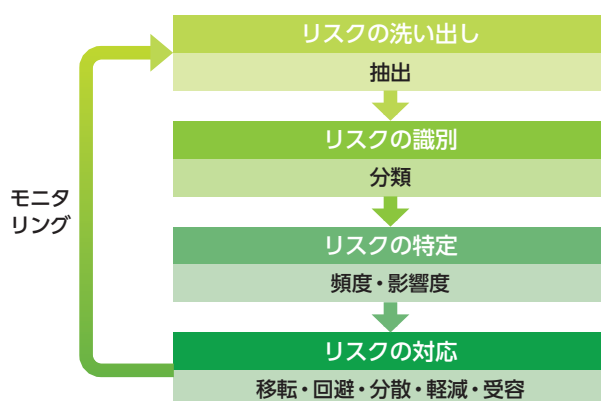 リスクの洗い出し
抽出
リスクの識別
分類
モニタ
リング
リスクの特定
頻度・影響度
リスクの対応
移転・回避・分散・軽減・受容